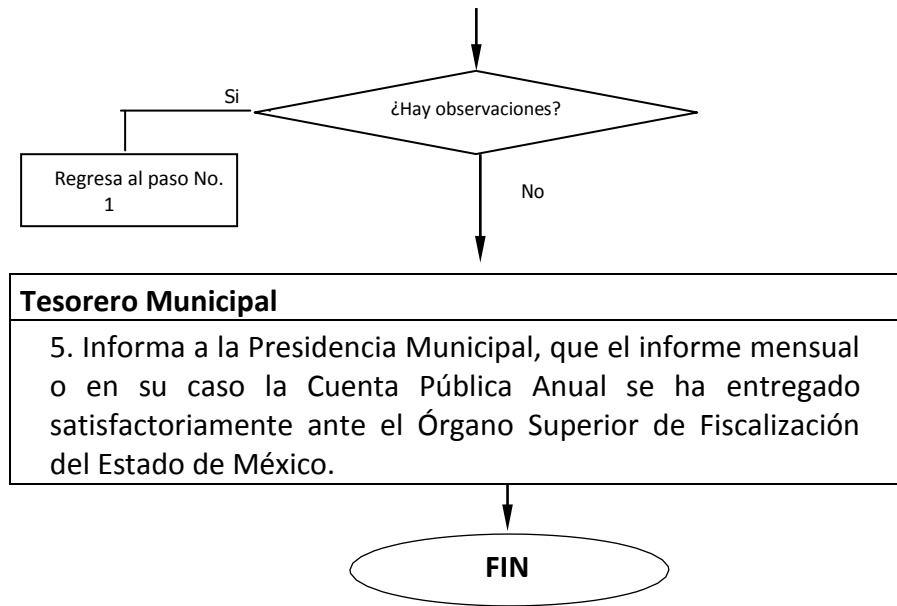 ¿Hay observaciones?
Si
Regresa al paso No.
1
No
Tesorero Municipal
5. Informa a la Presidencia Municipal, que el informe mensual
o en su caso la Cuenta Pública Anual se ha entregado
satisfactoriamente ante el Órgano Superior de Fiscalización
del Estado de México.
FIN